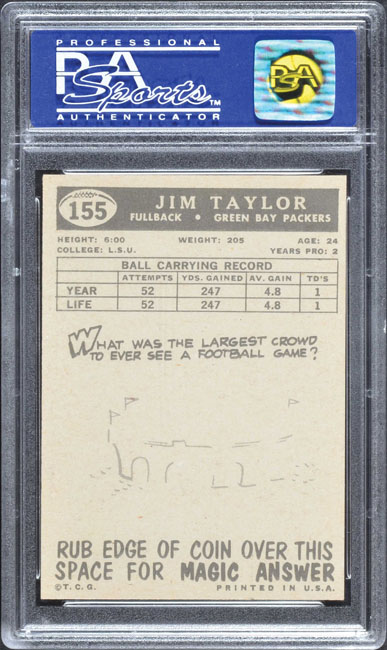 PROFESSIONAL
PSA
Sports™
AUTHENTICATOR
PSA
155
JIM TAYLOR
FULLBACK • GREEN BAY PACKERS
HEIGHT: 6:00 WEIGHT: 205 AGE: 24
COLLEGE: L.S.U. YEARS PRO: 2
BALL CARRYING RECORD
ATTEMPTS YDS. GAINED AV. GAIN TD'S
YEAR 52 247 4.8 1
LIFE 52 247 4.8 1
WHAT WAS THE LARGEST CROWD
TO EVER SEE A FOOTBALL GAME?
RUB EDGE OF COIN OVER THIS
SPACE FOR MAGIC ANSWER
©T.C.G. PRINTED IN U.S.A.